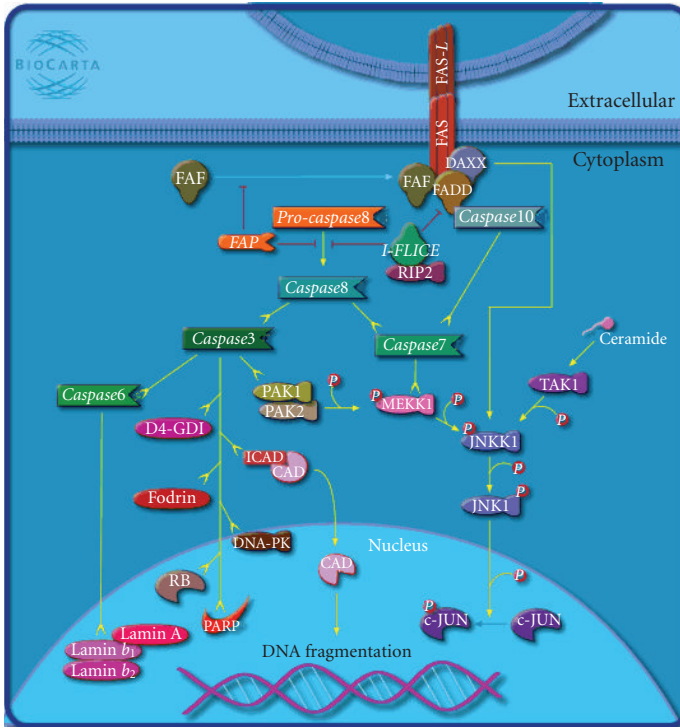 BIOCARTA
FAS-L
FAS
Extracellular
Cytoplasm
DAXX
FAF
FAF
FADD
Pro-caspase8
Caspase10
FAP
I-FLICE
RIP2
Caspase8
Caspase3
Caspase7
Ceramide
Caspase6
PAK1
PAK2
P
MEKK1
P
P
TAK1
P
JNKK1
P
D4-GDI
ICAD
CAD
P
Fodrin
JNK1
P
DNA-PK
Nucleus
RB
CAD
P
PARP
P
c-JUN
c-JUN
Lamin A
Lamin b1
Lamin b2
DNA fragmentation